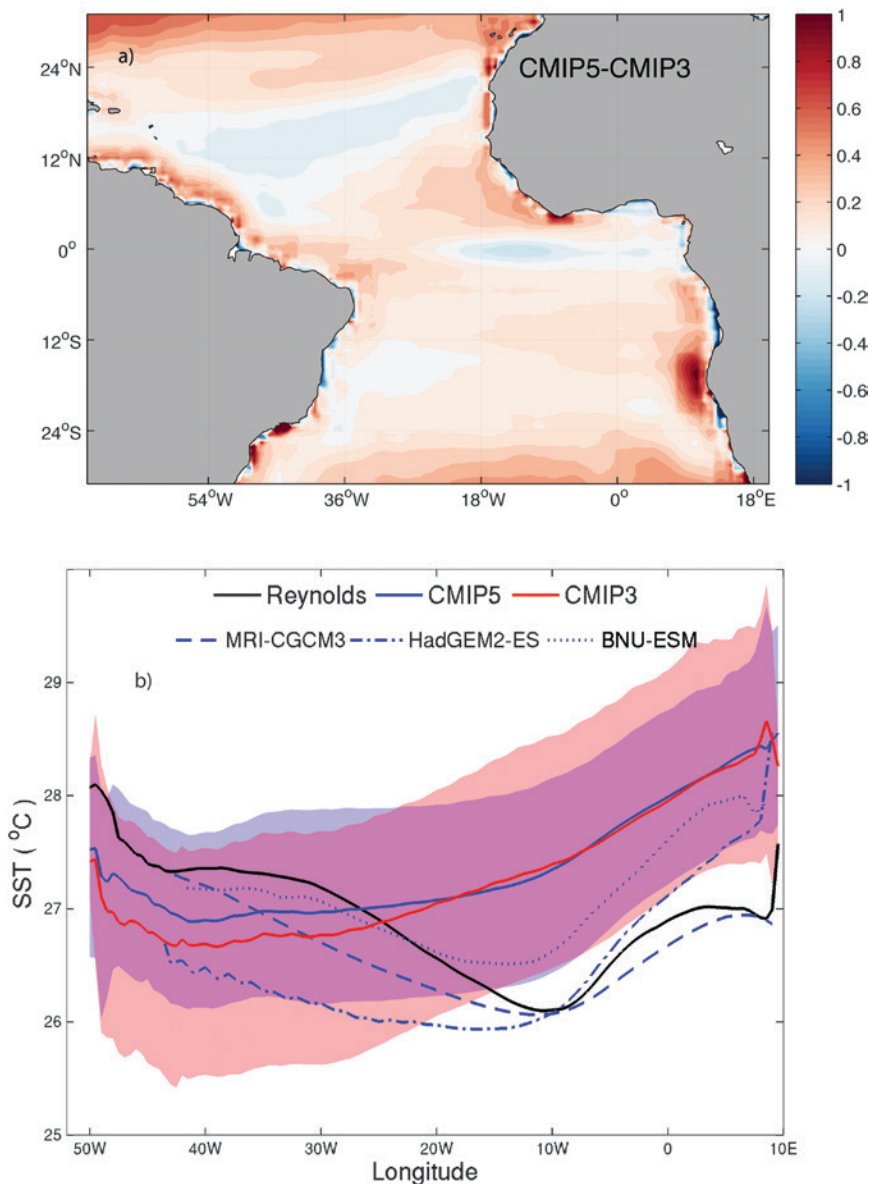 a)
CMIP5-CMIP3
24°N
12°N
0°
12°S
24°S
54°W 36°W 18°W 0° 18°E
1
0.8
0.6
0.4
0.2
0
-0.2
-0.4
-0.6
-0.8
-1
Reynolds CMIP5 CMIP3
MRI-CGCM3 HadGEM2-ES BNU-ESM
b)
29
28
27
26
25
SST (°C)
50W 40W 30W 20W 10W 0 10E
Longitude